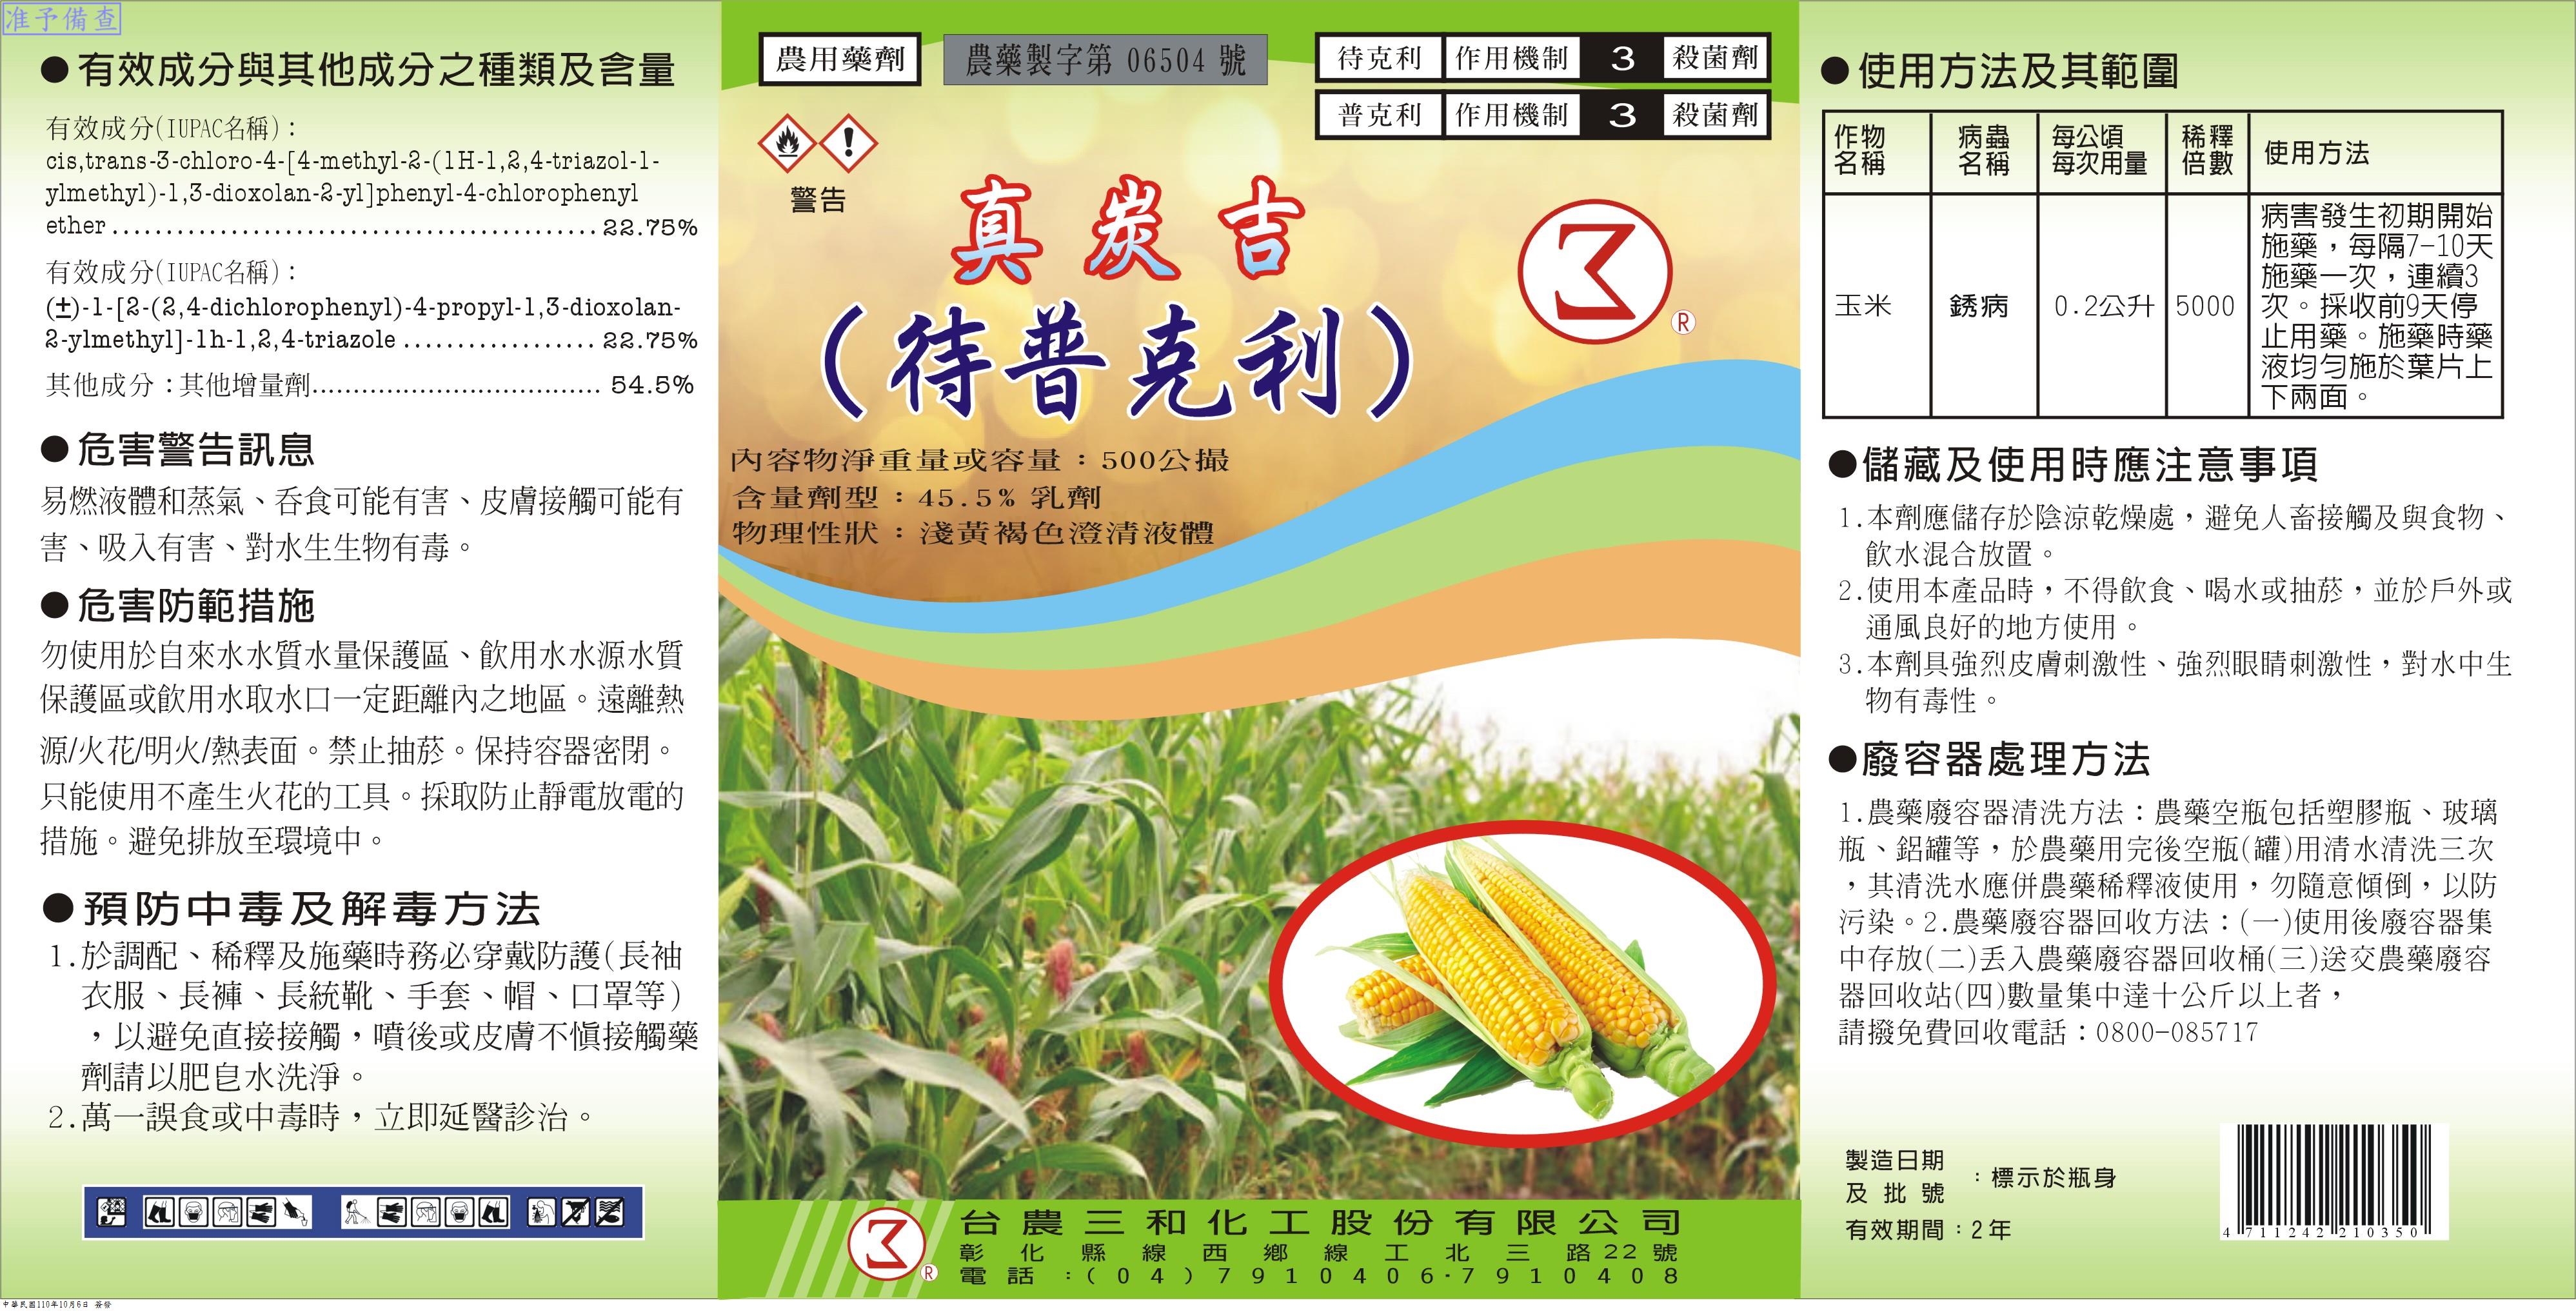 准予備查
●有效成分與其他成分之種類及含量
有效成分(IUPAC名稱)：
cis,trans-3-chloro-4-[4-methyl-2-(1H-1,2,4-triazol-1-
ylmethyl)-1,3-dioxolan-2-yl]phenyl-4-chlorophenyl
ether............................................22.75%
有效成分(IUPAC名稱)：
(±)-1-[2-(2,4-dichlorophenyl)-4-propyl-1,3-dioxolan-
2-ylmethyl]-1h-1,2,4-triazole..................22.75%
其他成分：其他增量劑...................................54.5%
●危害警告訊息
易燃液體和蒸氣、吞食可能有害、皮膚接觸可能有
害、吸入有害、對水生生物有毒。
●危害防範措施
勿使用於自來水水質水量保護區、飲用水水源水質
保護區或飲用水取水口一定距離內之地區。遠離熱
源/火花/明火/熱表面。禁止抽菸。保持容器密閉。
只能使用不產生火花的工具。採取防止靜電放電的
措施。避免排放至環境中。
●預防中毒及解毒方法
1.於調配、稀釋及施藥時務必穿戴防護(長袖
衣服、長褲、長統靴、手套、帽、口罩等)
，以避免直接接觸，噴後或皮膚不慎接觸藥
劑請以肥皂水洗淨。
2.萬一誤食或中毒時，立即延醫診治。
農用藥劑
農藥製字第 06504 號
待克利 作用機制 3 殺菌劑
普克利 作用機制 3 殺菌劑
警告
真炭吉
(待普克利)
®
內容物淨重量或容量：500公撮
含量劑型：45.5% 乳劑
物理性狀：淺黃褐色澄清液體
®
台農三和化工股份有限公司
彰化縣線西鄉線工北三路22號
電話：(04)7910406·7910408
●使用方法及其範圍
作物名稱 病蟲名稱 每公頃每次用量 稀釋倍數 使用方法
玉米 銹病 0.2公升 5000
病害發生初期開始
施藥，每隔7-10天
施藥一次，連續3
次。採收前9天停
止用藥。施藥時藥
液均勻施於葉片上
下兩面。
●儲藏及使用時應注意事項
1.本劑應儲存於陰涼乾燥處，避免人畜接觸及與食物、
飲水混合放置。
2.使用本產品時，不得飲食、喝水或抽菸，並於戶外或
通風良好的地方使用。
3.本劑具強烈皮膚刺激性、強烈眼睛刺激性，對水中生
物有毒性。
●廢容器處理方法
1.農藥廢容器清洗方法：農藥空瓶包括塑膠瓶、玻璃
瓶、鋁罐等，於農藥用完後空瓶(罐)用清水清洗三次
，其清洗水應併農藥稀釋液使用，勿隨意傾倒，以防
污染。2.農藥廢容器回收方法：(一)使用後廢容器集
中存放(二)丟入農藥廢容器回收桶(三)送交農藥廢容
器回收站(四)數量集中達十公斤以上者，
請撥免費回收電話：0800-085717
製造日期
及批號
：標示於瓶身
有效期間：2年
4 711242 210350
中華民國110年10月6日 簽發